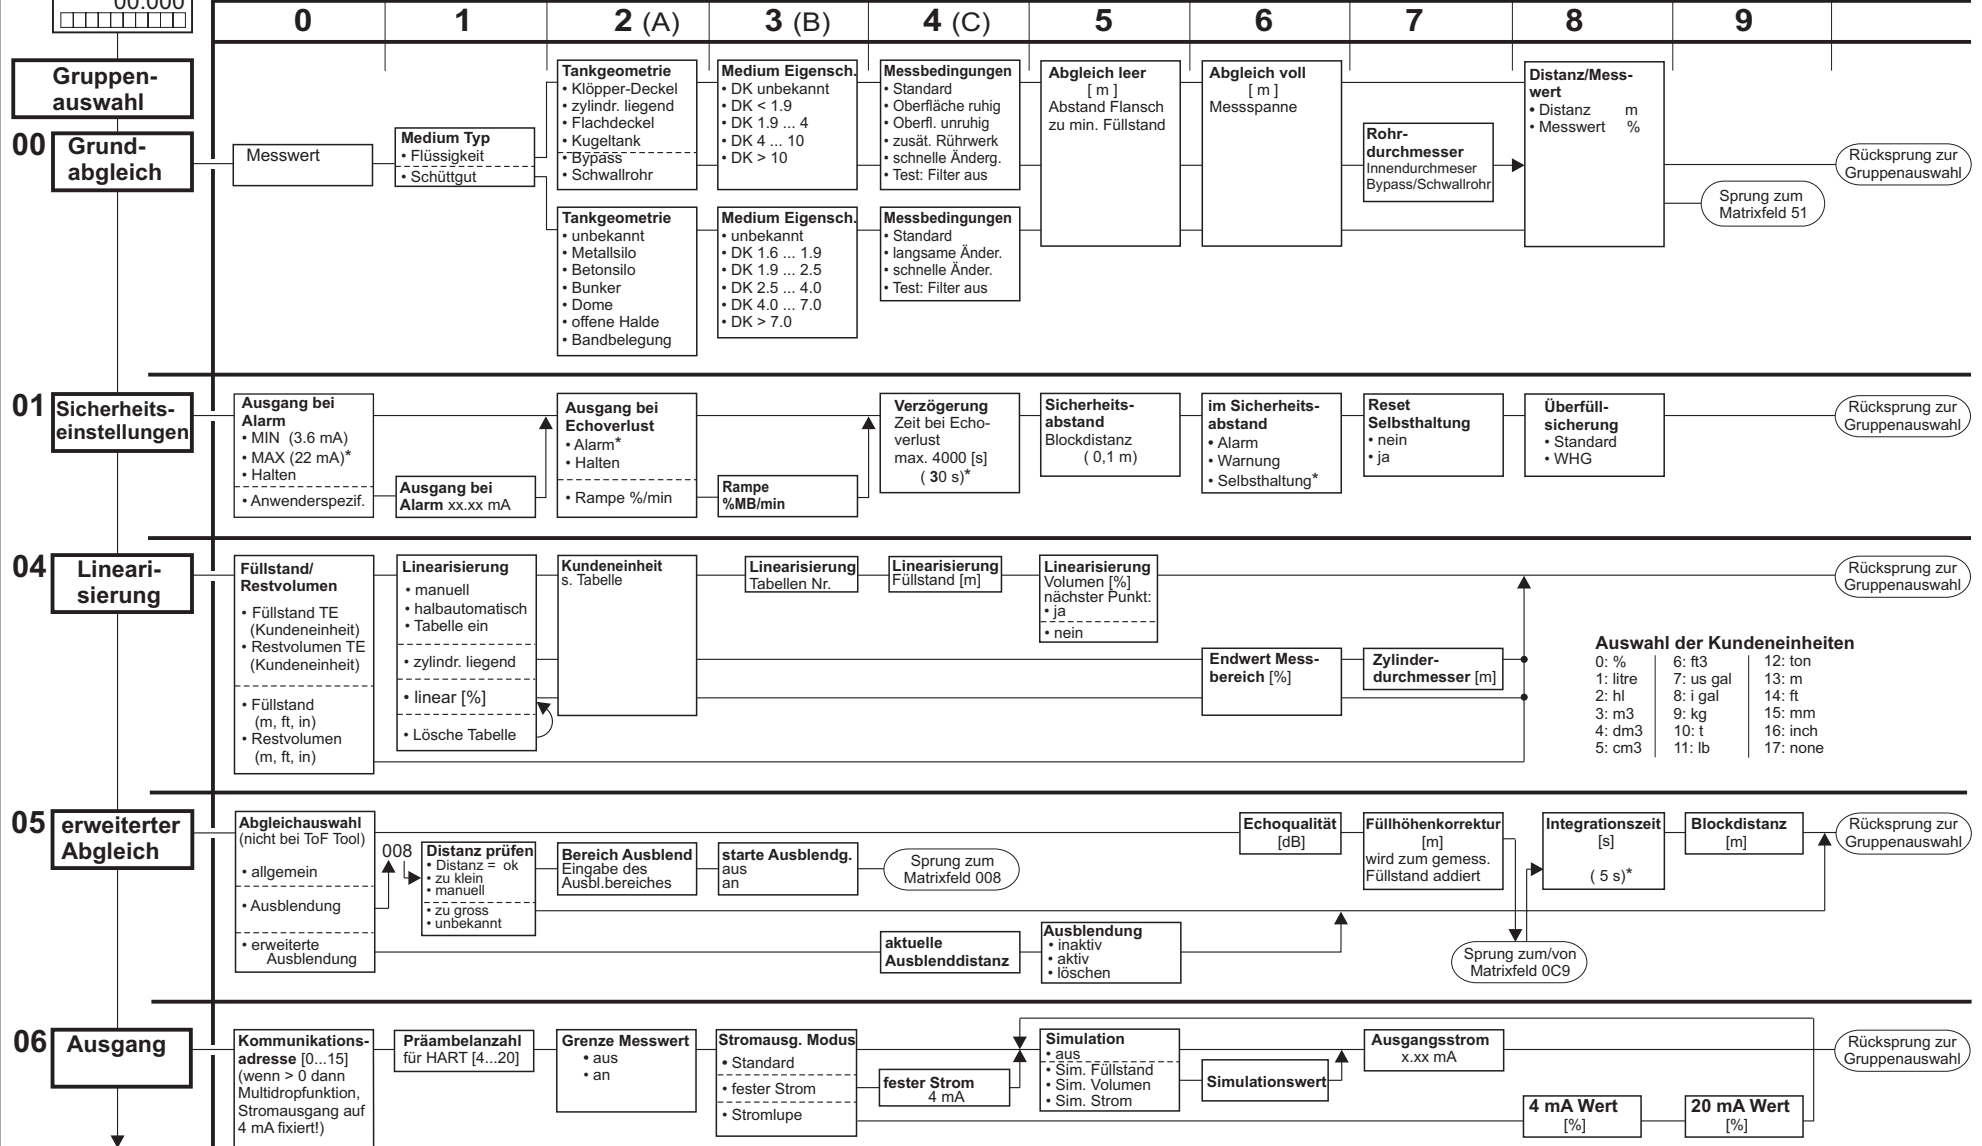 00.000
0
1
2 (A)
3 (B)
4 (C)
5
6
7
8
9
Gruppen-
auswahl
00
Grund-
abgleich
Messwert
Medium Typ
• Flüssigkeit
• Schüttgut
Tankgeometrie
• Klöpper-Deckel
• zylindr. liegend
• Flachdeckel
• Kugeltank
• Bypass
• Schwallrohr
Tankgeometrie
• unbekannt
• Metallsilo
• Betonsilo
• Bunker
• Dome
• offene Halde
• Bandbelegung
Medium Eigensch.
• DK unbekannt
• DK < 1.9
• DK 1.9 ... 4
• DK 4 ... 10
• DK > 10
Medium Eigensch.
• unbekannt
• DK 1.6 ... 1.9
• DK 1.9 ... 2.5
• DK 2.5 ... 4.0
• DK 4.0 ... 7.0
• DK > 7.0
Messbedingungen
• Standard
• Oberfläche ruhig
• Oberfl. unruhig
• zusät. Rührwerk
• schnelle Änderg.
• Test: Filter aus
Messbedingungen
• Standard
• langsame Änder.
• schnelle Änder.
• Test: Filter aus
Abgleich leer
[ m ]
Abstand Flansch
zu min. Füllstand
Abgleich voll
[ m ]
Messspanne
Rohr-
durchmesser
Innendurchmeser
Bypass/Schwallrohr
Distanz/Mess-
wert
• Distanz m
• Messwert %
Sprung zum
Matrixfeld 51
Rücksprung zur
Gruppenauswahl
01
Sicherheits-
einstellungen
Ausgang bei
Alarm
• MIN (3.6 mA)
• MAX (22 mA)*
• Halten
• Anwenderspezif.
Ausgang bei
Alarm xx.xx mA
Ausgang bei
Echoverlust
• Alarm*
• Halten
• Rampe %/min
Rampe
%MB/min
Verzögerung
Zeit bei Echo-
verlust
max. 4000 [s]
( 30 s)*
Sicherheits-
abstand
Blockdistanz
( 0,1 m)
im Sicherheits-
abstand
• Alarm
• Warnung
• Selbsthaltung*
Reset
Selbsthaltung
• nein
• ja
Überfüll-
sicherung
• Standard
• WHG
Rücksprung zur
Gruppenauswahl
04
Lineari-
sierung
Füllstand/
Restvolumen
• Füllstand TE
(Kundeneinheit)
• Restvolumen TE
(Kundeneinheit)
• Füllstand
(m, ft, in)
• Restvolumen
(m, ft, in)
Linearisierung
• manuell
• halbautomatisch
• Tabelle ein
• zylindr. liegend
• linear [%]
• Lösche Tabelle
Kundeneinheit
s. Tabelle
Linearisierung
Tabellen Nr.
Linearisierung
Füllstand [m]
Linearisierung
Volumen [%]
nächster Punkt:
• ja
• nein
Endwert Mess-
bereich [%]
Zylinder-
durchmesser [m]
Rücksprung zur
Gruppenauswahl
Auswahl der Kundeneinheiten
0: %
1: litre
2: hl
3: m3
4: dm3
5: cm3
6: ft3
7: us gal
8: i gal
9: kg
10: t
11: lb
12: ton
13: m
14: ft
15: mm
16: inch
17: none
05
erweiterter
Abgleich
Abgleichauswahl
(nicht bei ToF Tool)
• allgemein
• Ausblendung
• erweiterte
Ausblendung
008
Distanz prüfen
• Distanz = ok
• zu klein
• manuell
• zu gross
• unbekannt
Bereich Ausblend
Eingabe des
Ausbl.bereiches
starte Ausblendg.
aus
an
Sprung zum
Matrixfeld 008
aktuelle
Ausblenddistanz
Ausblendung
• inaktiv
• aktiv
• löschen
Echoqualität
[dB]
Füllhöhenkorrektur
[m]
wird zum gemess.
Füllstand addiert
Sprung zum/von
Matrixfeld 0C9
Integrationszeit
[s]
( 5 s)*
Blockdistanz
[m]
Rücksprung zur
Gruppenauswahl
06
Ausgang
Kommunikations-
adresse [0...15]
(wenn > 0 dann
Multidropfunktion,
Stromausgang auf
4 mA fixiert!)
Präambelanzahl
für HART [4...20]
Grenze Messwert
• aus
• an
Stromausg. Modus
• Standard
• fester Strom
• Stromlupe
fester Strom
4 mA
Simulation
• aus
• Sim. Füllstand
• Sim. Volumen
• Sim. Strom
Simulationswert
Ausgangsstrom
x.xx mA
4 mA Wert
[%]
20 mA Wert
[%]
Rücksprung zur
Gruppenauswahl